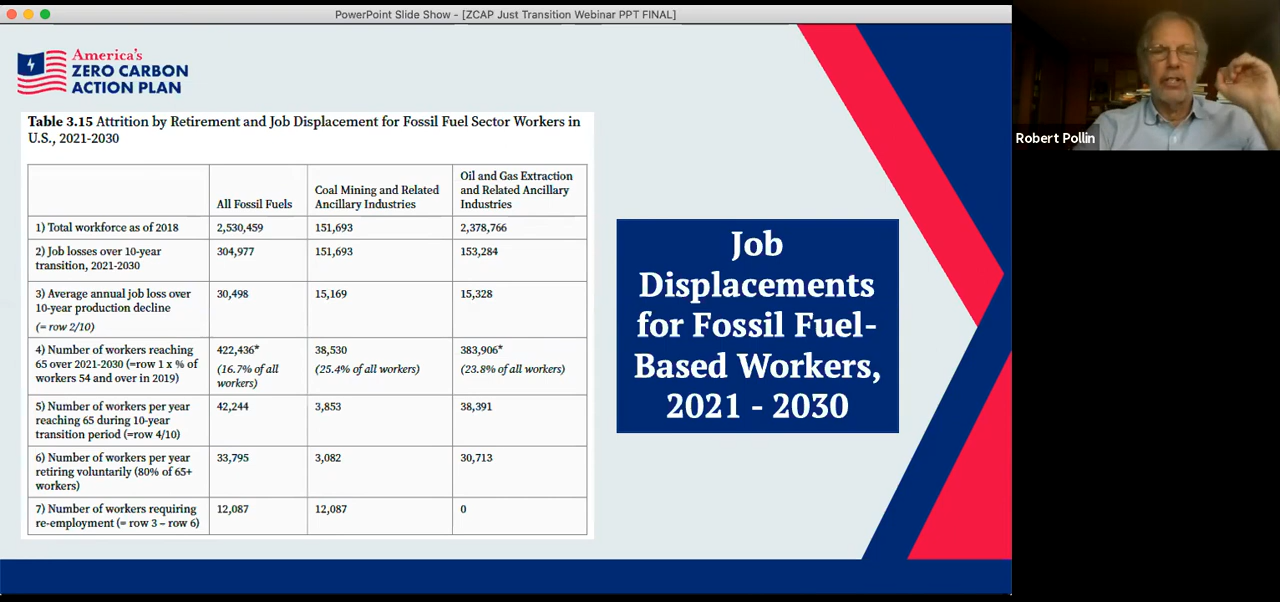 PowerPoint Slide Show - [ZCAP Just Transition Webinar PPT FINAL]
America's
ZERO CARBON
ACTION PLAN
Table 3.15 Attrition by Retirement and Job Displacement for Fossil Fuel Sector Workers in
U.S., 2021-2030
All Fossil Fuels
Coal Mining and Related
Ancillary Industries
Oil and Gas Extraction
and Related Ancillary
Industries
1) Total workforce as of 2018
2,530,459
151,693
2,378,766
2) Job losses over 10-year
transition, 2021-2030
304,977
151,693
153,284
3) Average annual job loss over
10-year production decline
(= row 2/10)
30,498
15,169
15,328
4) Number of workers reaching
65 over 2021-2030 (=row 1 x % of
workers 54 and over in 2019)
422,436*
(16.7% of all
workers)
38,530
(25.4% of all workers)
383,906*
(23.8% of all workers)
5) Number of workers per year
reaching 65 during 10-year
transition period (=row 4/10)
42,244
3,853
38,391
6) Number of workers per year
retiring voluntarily (80% of 65+
workers)
33,795
3,082
30,713
7) Number of workers requiring
re-employment (= row 3 – row 6)
12,087
12,087
0
Job
Displacements
for Fossil Fuel-
Based Workers,
2021 - 2030
Robert Pollin